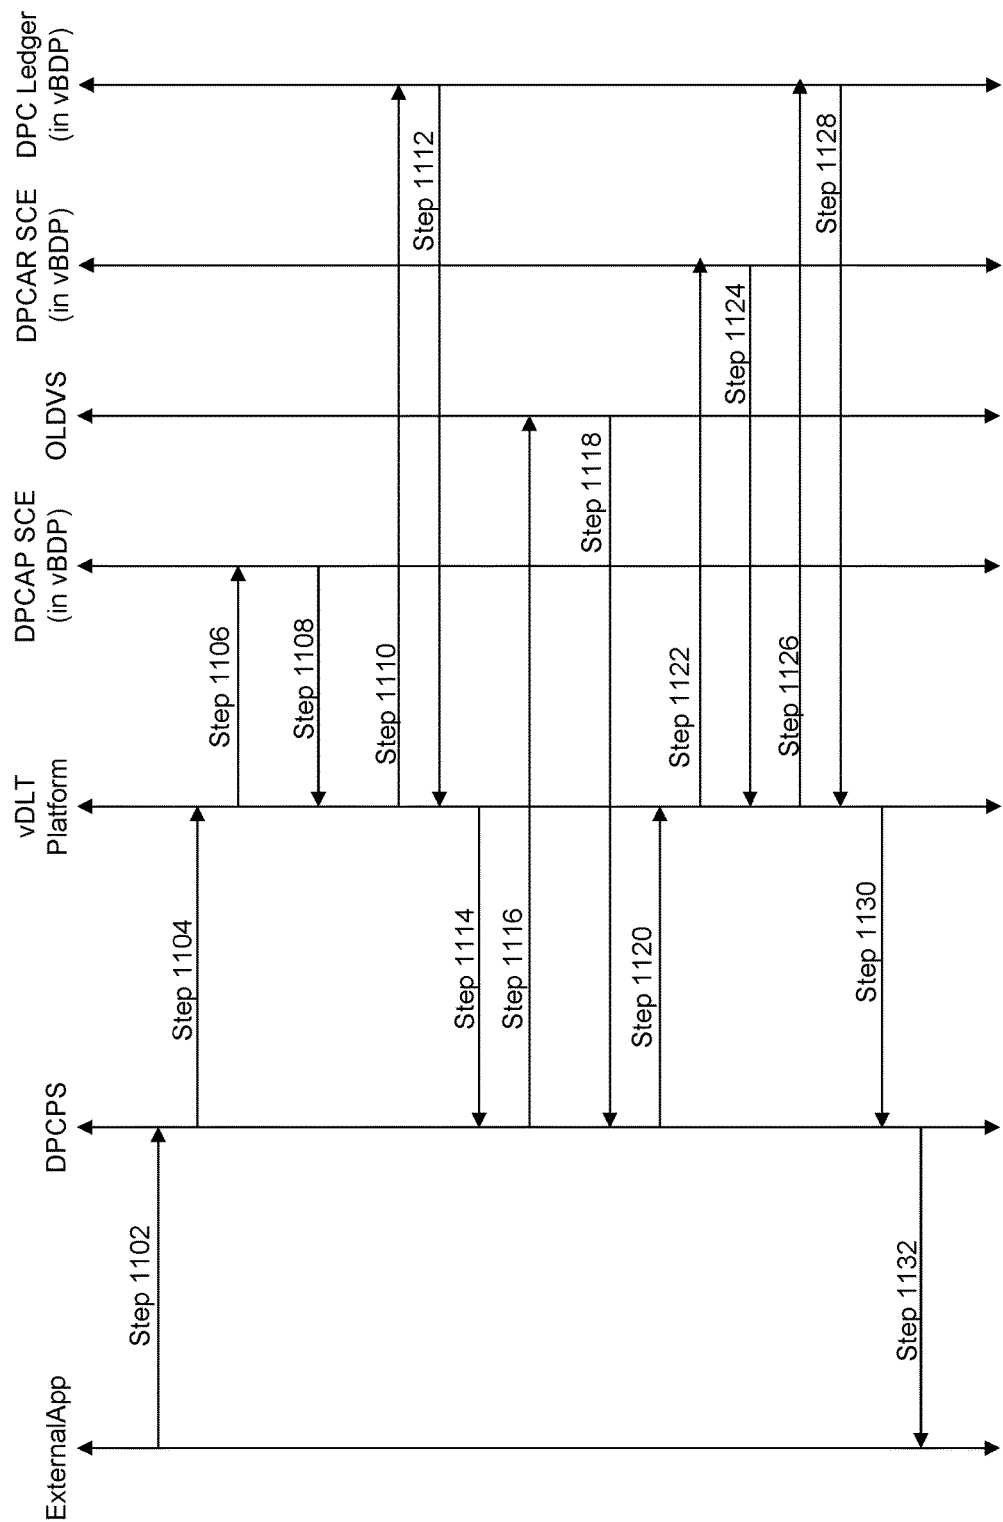 ExternalApp
DPCPS
vDLT
Platform
DPCAP SCE
(in vBDP)
OLDVS
DPCAR SCE
(in vBDP)
DPC Ledger
(in vBDP)
Step 1102
Step 1104
Step 1106
Step 1108
Step 1110
Step 1112
Step 1114
Step 1116
Step 1118
Step 1120
Step 1122
Step 1124
Step 1126
Step 1128
Step 1130
Step 1132